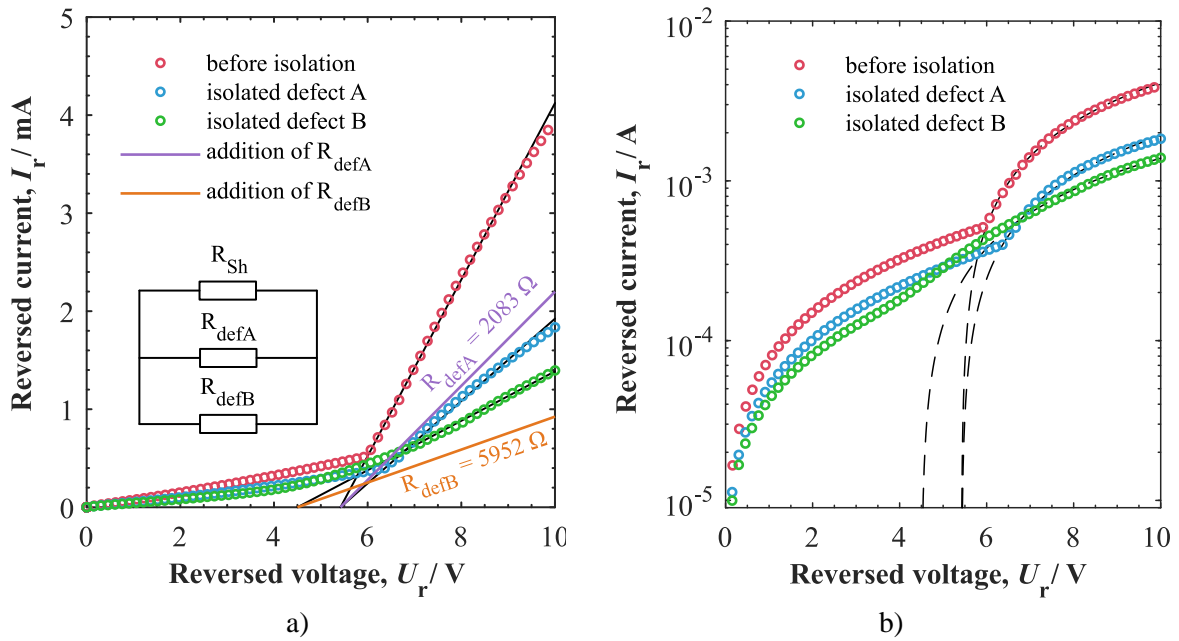 5
4
3
2
1
0
0 2 4 6 8 10
Reversed current, I_r / mA
Reversed voltage, U_r / V
before isolation
isolated defect A
isolated defect B
addition of R_defA
addition of R_defB
R_Sh
R_defA
R_defB
R_defA = 2083 Ω
R_defB = 5952 Ω
a)
10^-2
10^-3
10^-4
10^-5
0 2 4 6 8 10
Reversed current, I_r / A
Reversed voltage, U_r / V
before isolation
isolated defect A
isolated defect B
b)